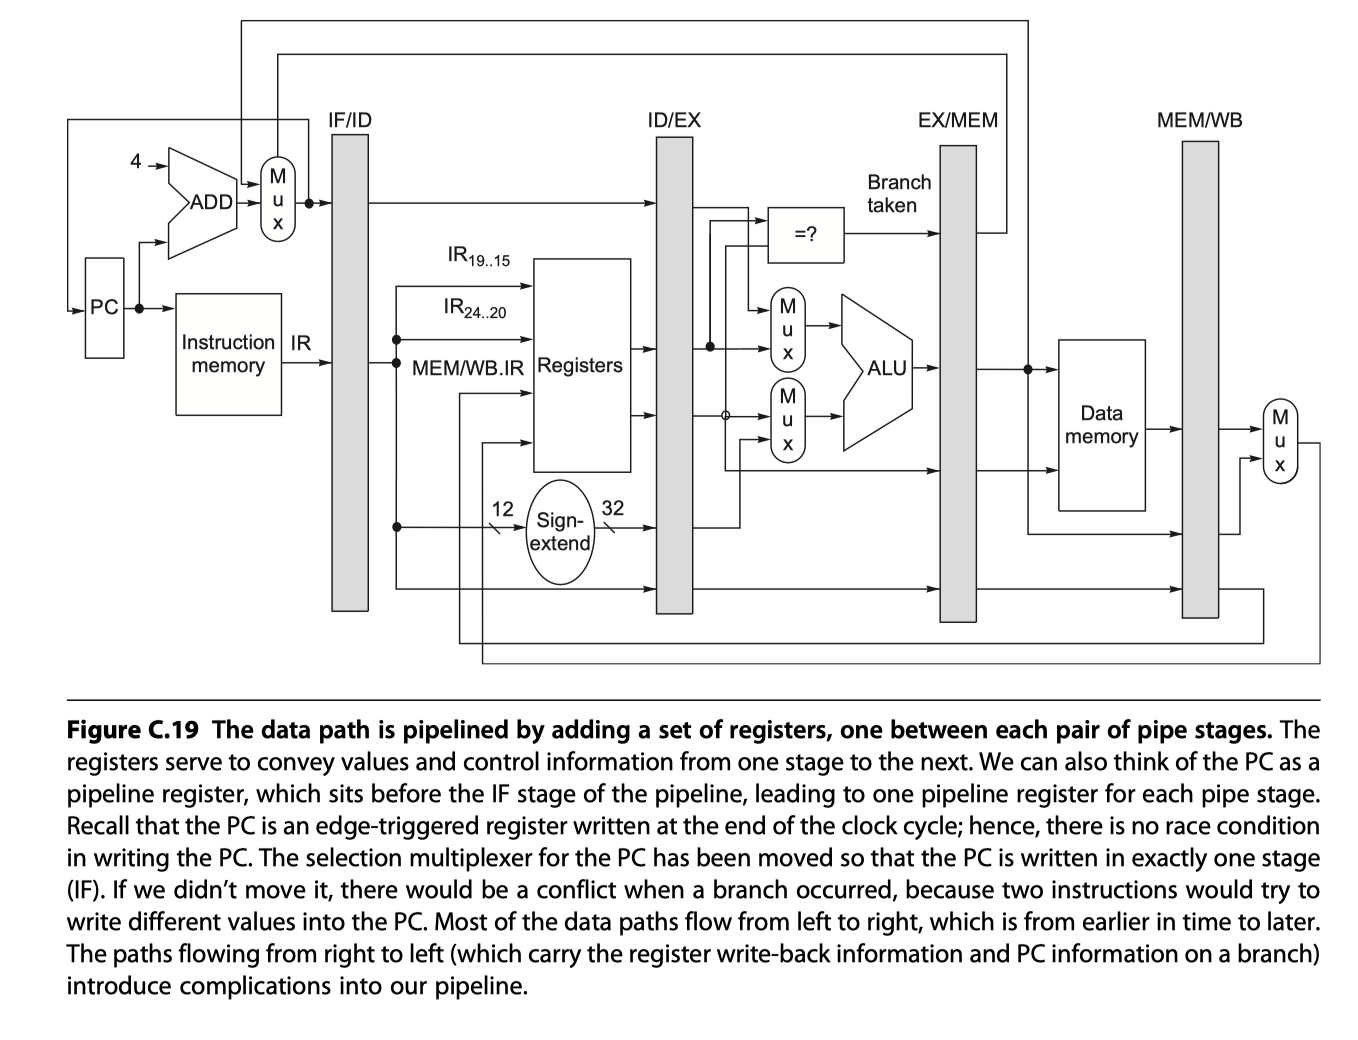 IF/ID
ID/EX
EX/MEM
MEM/WB
4
ADD
M
u
x
Branch
taken
=?
IR19..15
IR24..20
PC
Instruction
memory
IR
MEM/WB.IR
Registers
M
u
x
M
u
x
ALU
Data
memory
M
u
x
12
Sign-
extend
32
Figure C.19 The data path is pipelined by adding a set of registers, one between each pair of pipe stages. The
registers serve to convey values and control information from one stage to the next. We can also think of the PC as a
pipeline register, which sits before the IF stage of the pipeline, leading to one pipeline register for each pipe stage.
Recall that the PC is an edge-triggered register written at the end of the clock cycle; hence, there is no race condition
in writing the PC. The selection multiplexer for the PC has been moved so that the PC is written in exactly one stage
(IF). If we didn’t move it, there would be a conflict when a branch occurred, because two instructions would try to
write different values into the PC. Most of the data paths flow from left to right, which is from earlier in time to later.
The paths flowing from right to left (which carry the register write-back information and PC information on a branch)
introduce complications into our pipeline.